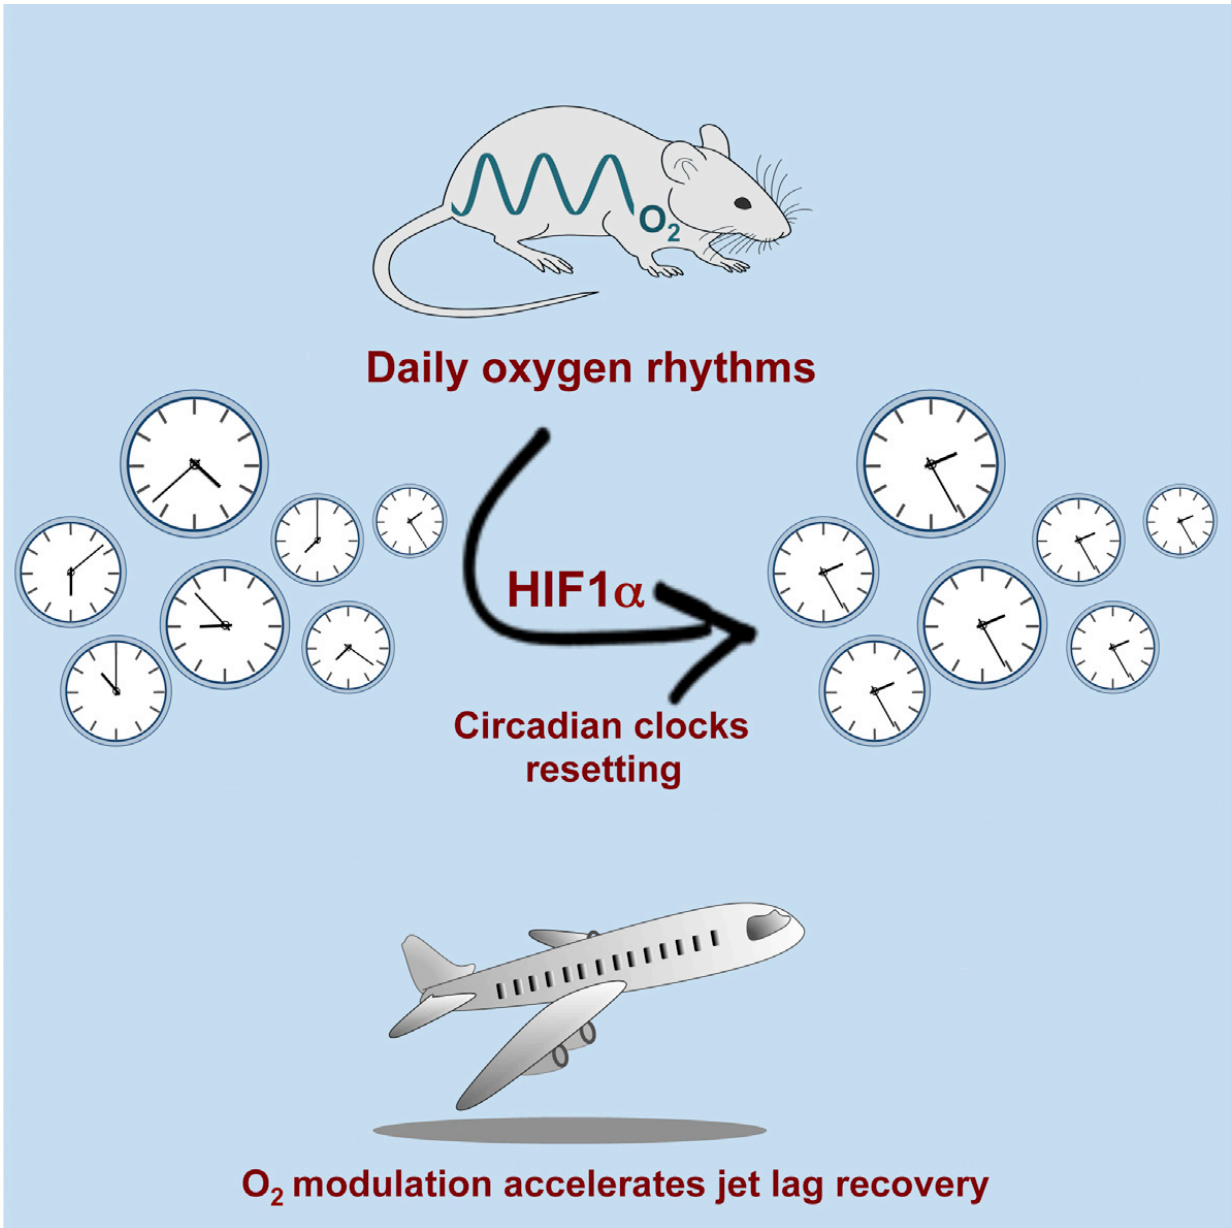 O₂
Daily oxygen rhythms
HIF1α
Circadian clocks
resetting
O₂ modulation accelerates jet lag recovery